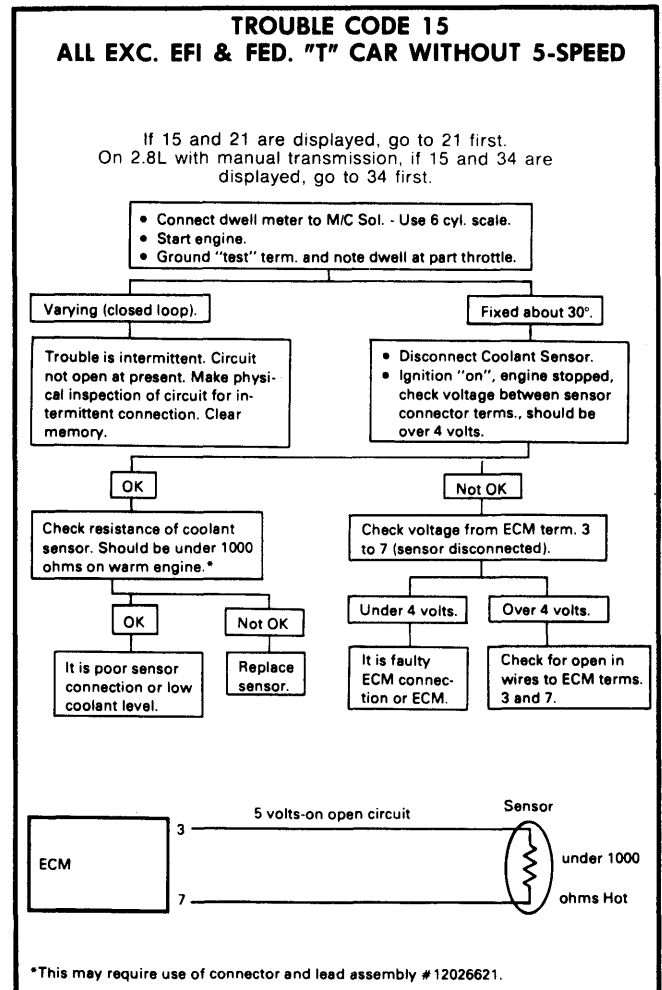 TROUBLE CODE 15
ALL EXC. EFI & FED. "T" CAR WITHOUT 5-SPEED
If 15 and 21 are displayed, go to 21 first.
On 2.8L with manual transmission, if 15 and 34 are
displayed, go to 34 first.
• Connect dwell meter to M/C Sol. - Use 6 cyl. scale.
• Start engine.
• Ground "test" term. and note dwell at part throttle.
Varying (closed loop).
Trouble is intermittent. Circuit
not open at present. Make physi-
cal inspection of circuit for in-
termittent connection. Clear
memory.
Fixed about 30°.
• Disconnect Coolant Sensor.
• Ignition "on", engine stopped,
check voltage between sensor
connector terms., should be
over 4 volts.
OK
Check resistance of coolant
sensor. Should be under 1000
ohms on warm engine.*
OK
It is poor sensor
connection or low
coolant level.
Not OK
Replace
sensor.
Not OK
Check voltage from ECM term. 3
to 7 (sensor disconnected).
Under 4 volts.
It is faulty
ECM connec-
tion or ECM.
Over 4 volts.
Check for open in
wires to ECM terms.
3 and 7.
ECM
3
5 volts-on open circuit
Sensor
under 1000
7
ohms Hot
*This may require use of connector and lead assembly #12026621.